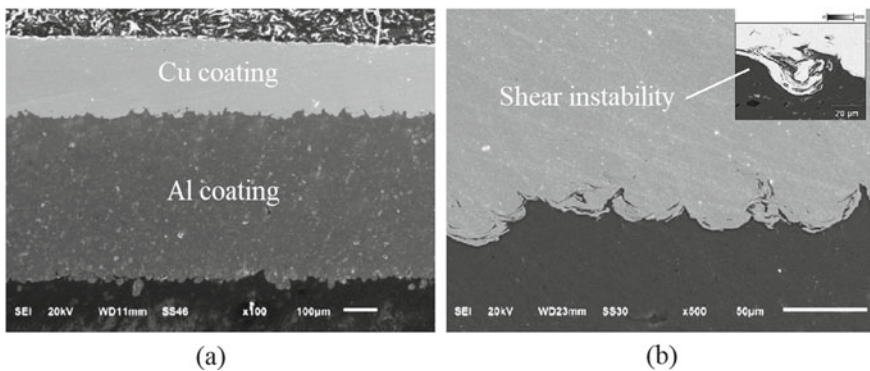 Cu coating
Al coating
SEI 20kV WD11mm SS46 x100 100μm
(a)
Shear instability
20 μm
SEI 20kV WD23mm SS30 x500 50μm
(b)